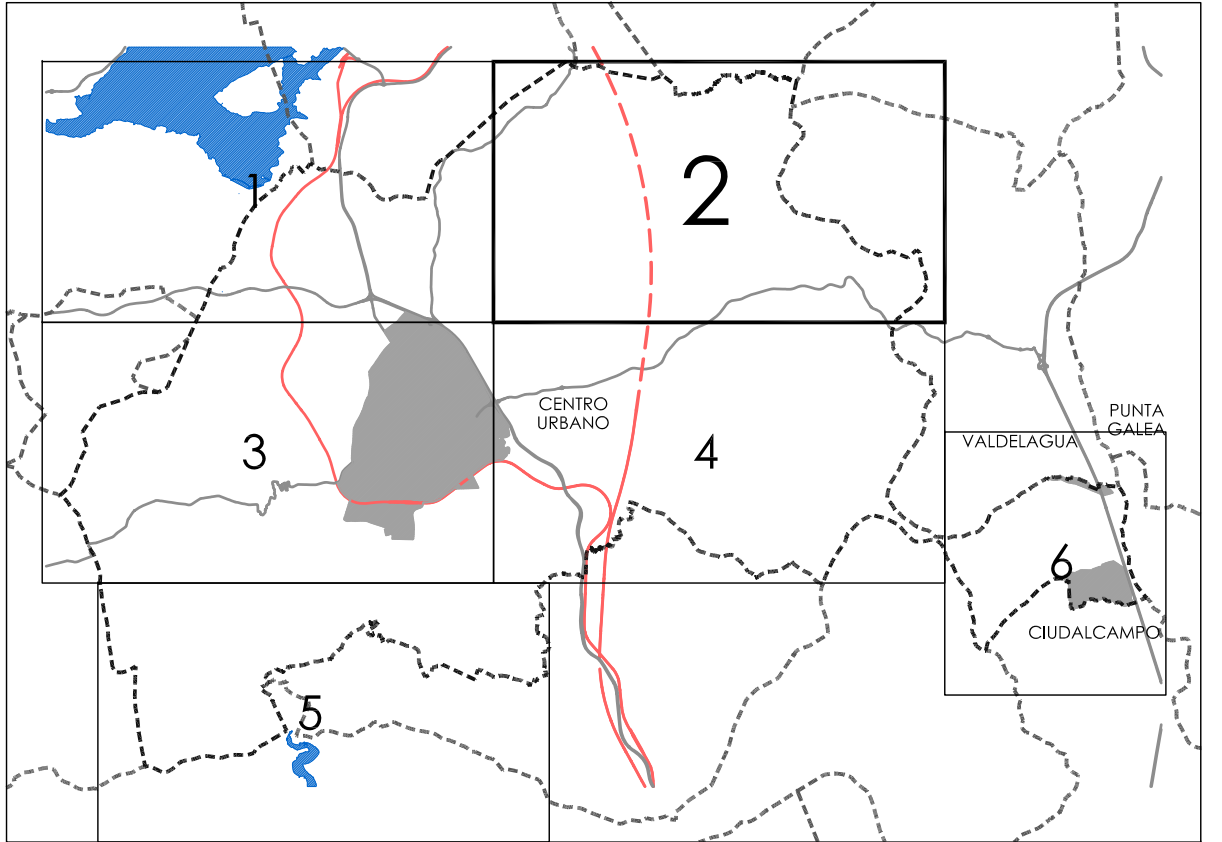 1
2
CENTRO
URBANO
3
4
PUNTA
GALEA
VALDELAGUA
6
CIUDALCAMPO
5